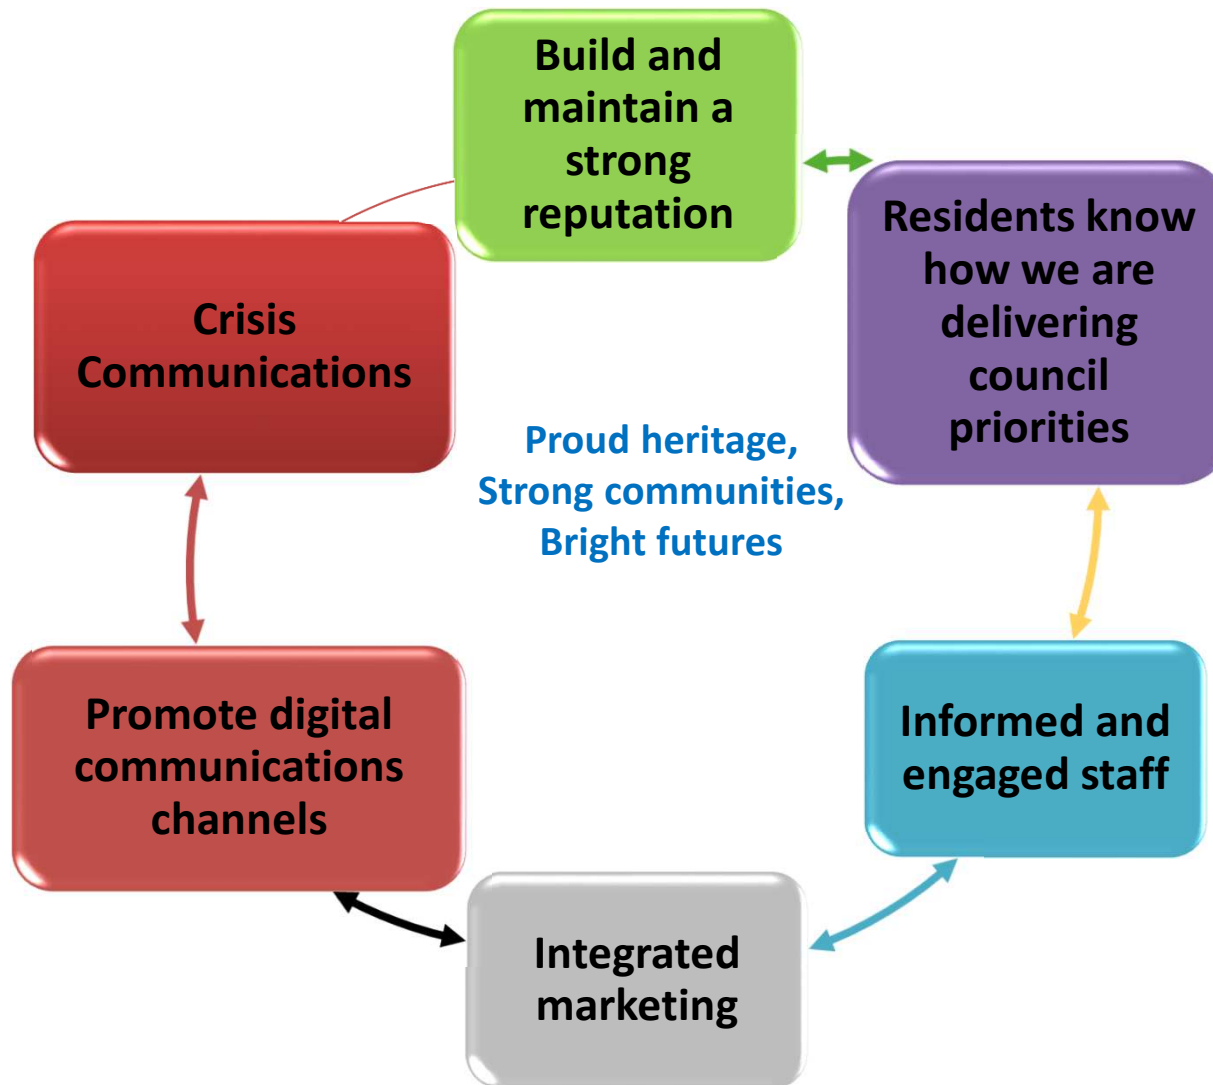 Build and
maintain a
strong
reputation
Residents know
how we are
delivering
council
priorities
Crisis
Communications
Proud heritage,
Strong communities,
Bright futures
Promote digital
communications
channels
Informed and
engaged staff
Integrated
marketing